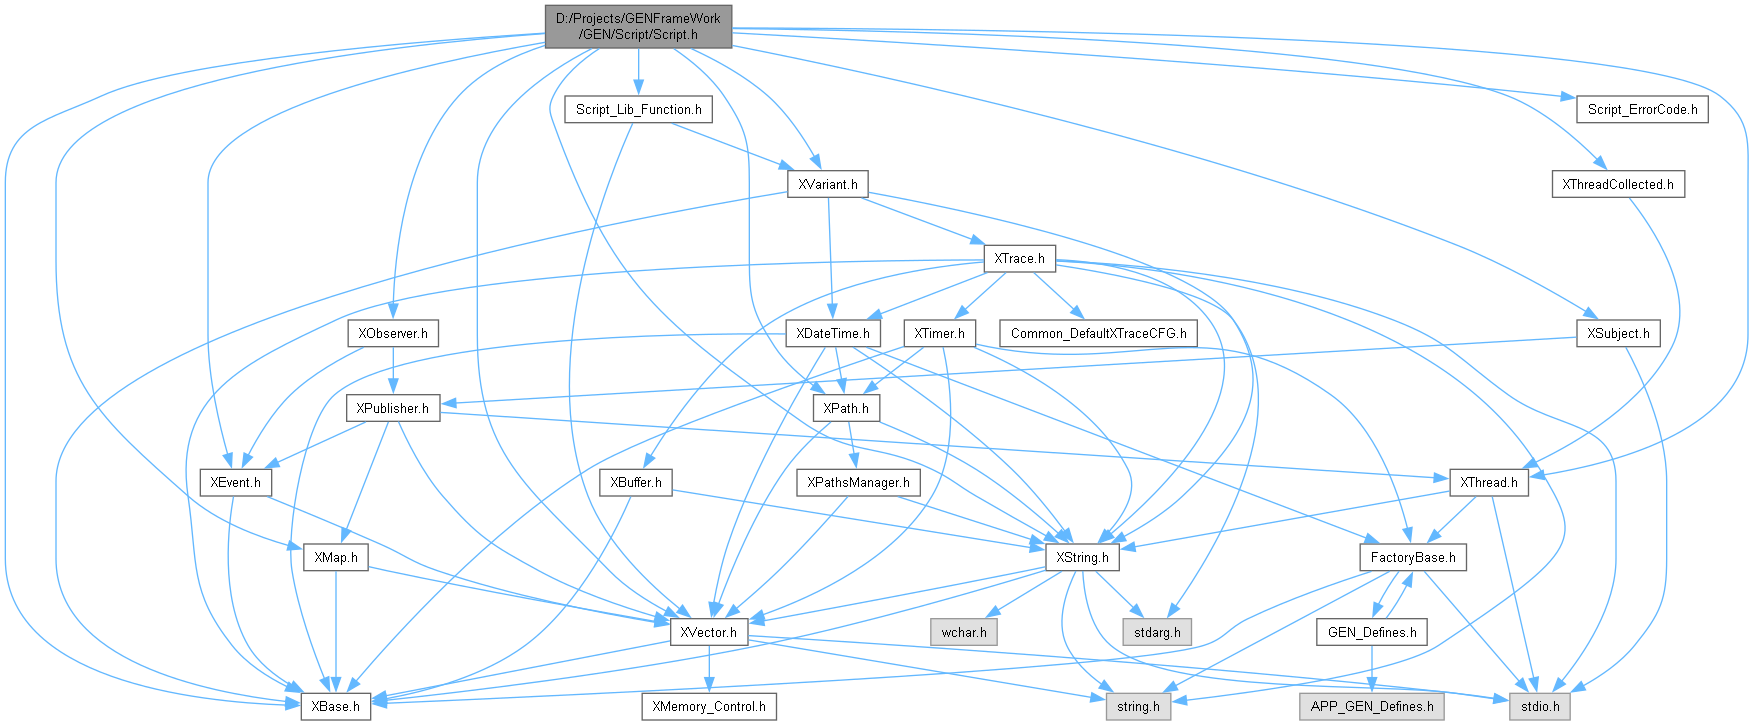 D:/Projects/GENFrameWork
/GEN/Script/Script.h
Script_Lib_Function.h
Script_ErrorCode.h
XVariant.h
XThreadCollected.h
XTrace.h
XObserver.h
XDateTime.h
XTimer.h
Common_DefaultXTraceCFG.h
XSubject.h
XPublisher.h
XPath.h
XEvent.h
XBuffer.h
XPathsManager.h
XThread.h
XMap.h
XString.h
FactoryBase.h
XVector.h
wchar.h
stdarg.h
GEN_Defines.h
XBase.h
XMemory_Control.h
string.h
APP_GEN_Defines.h
stdio.h